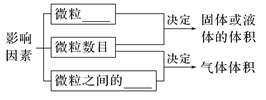 影响
因素
微粒____
微粒数目
微粒之间的____
决定
固体或液
体的体积
决定
气体体积